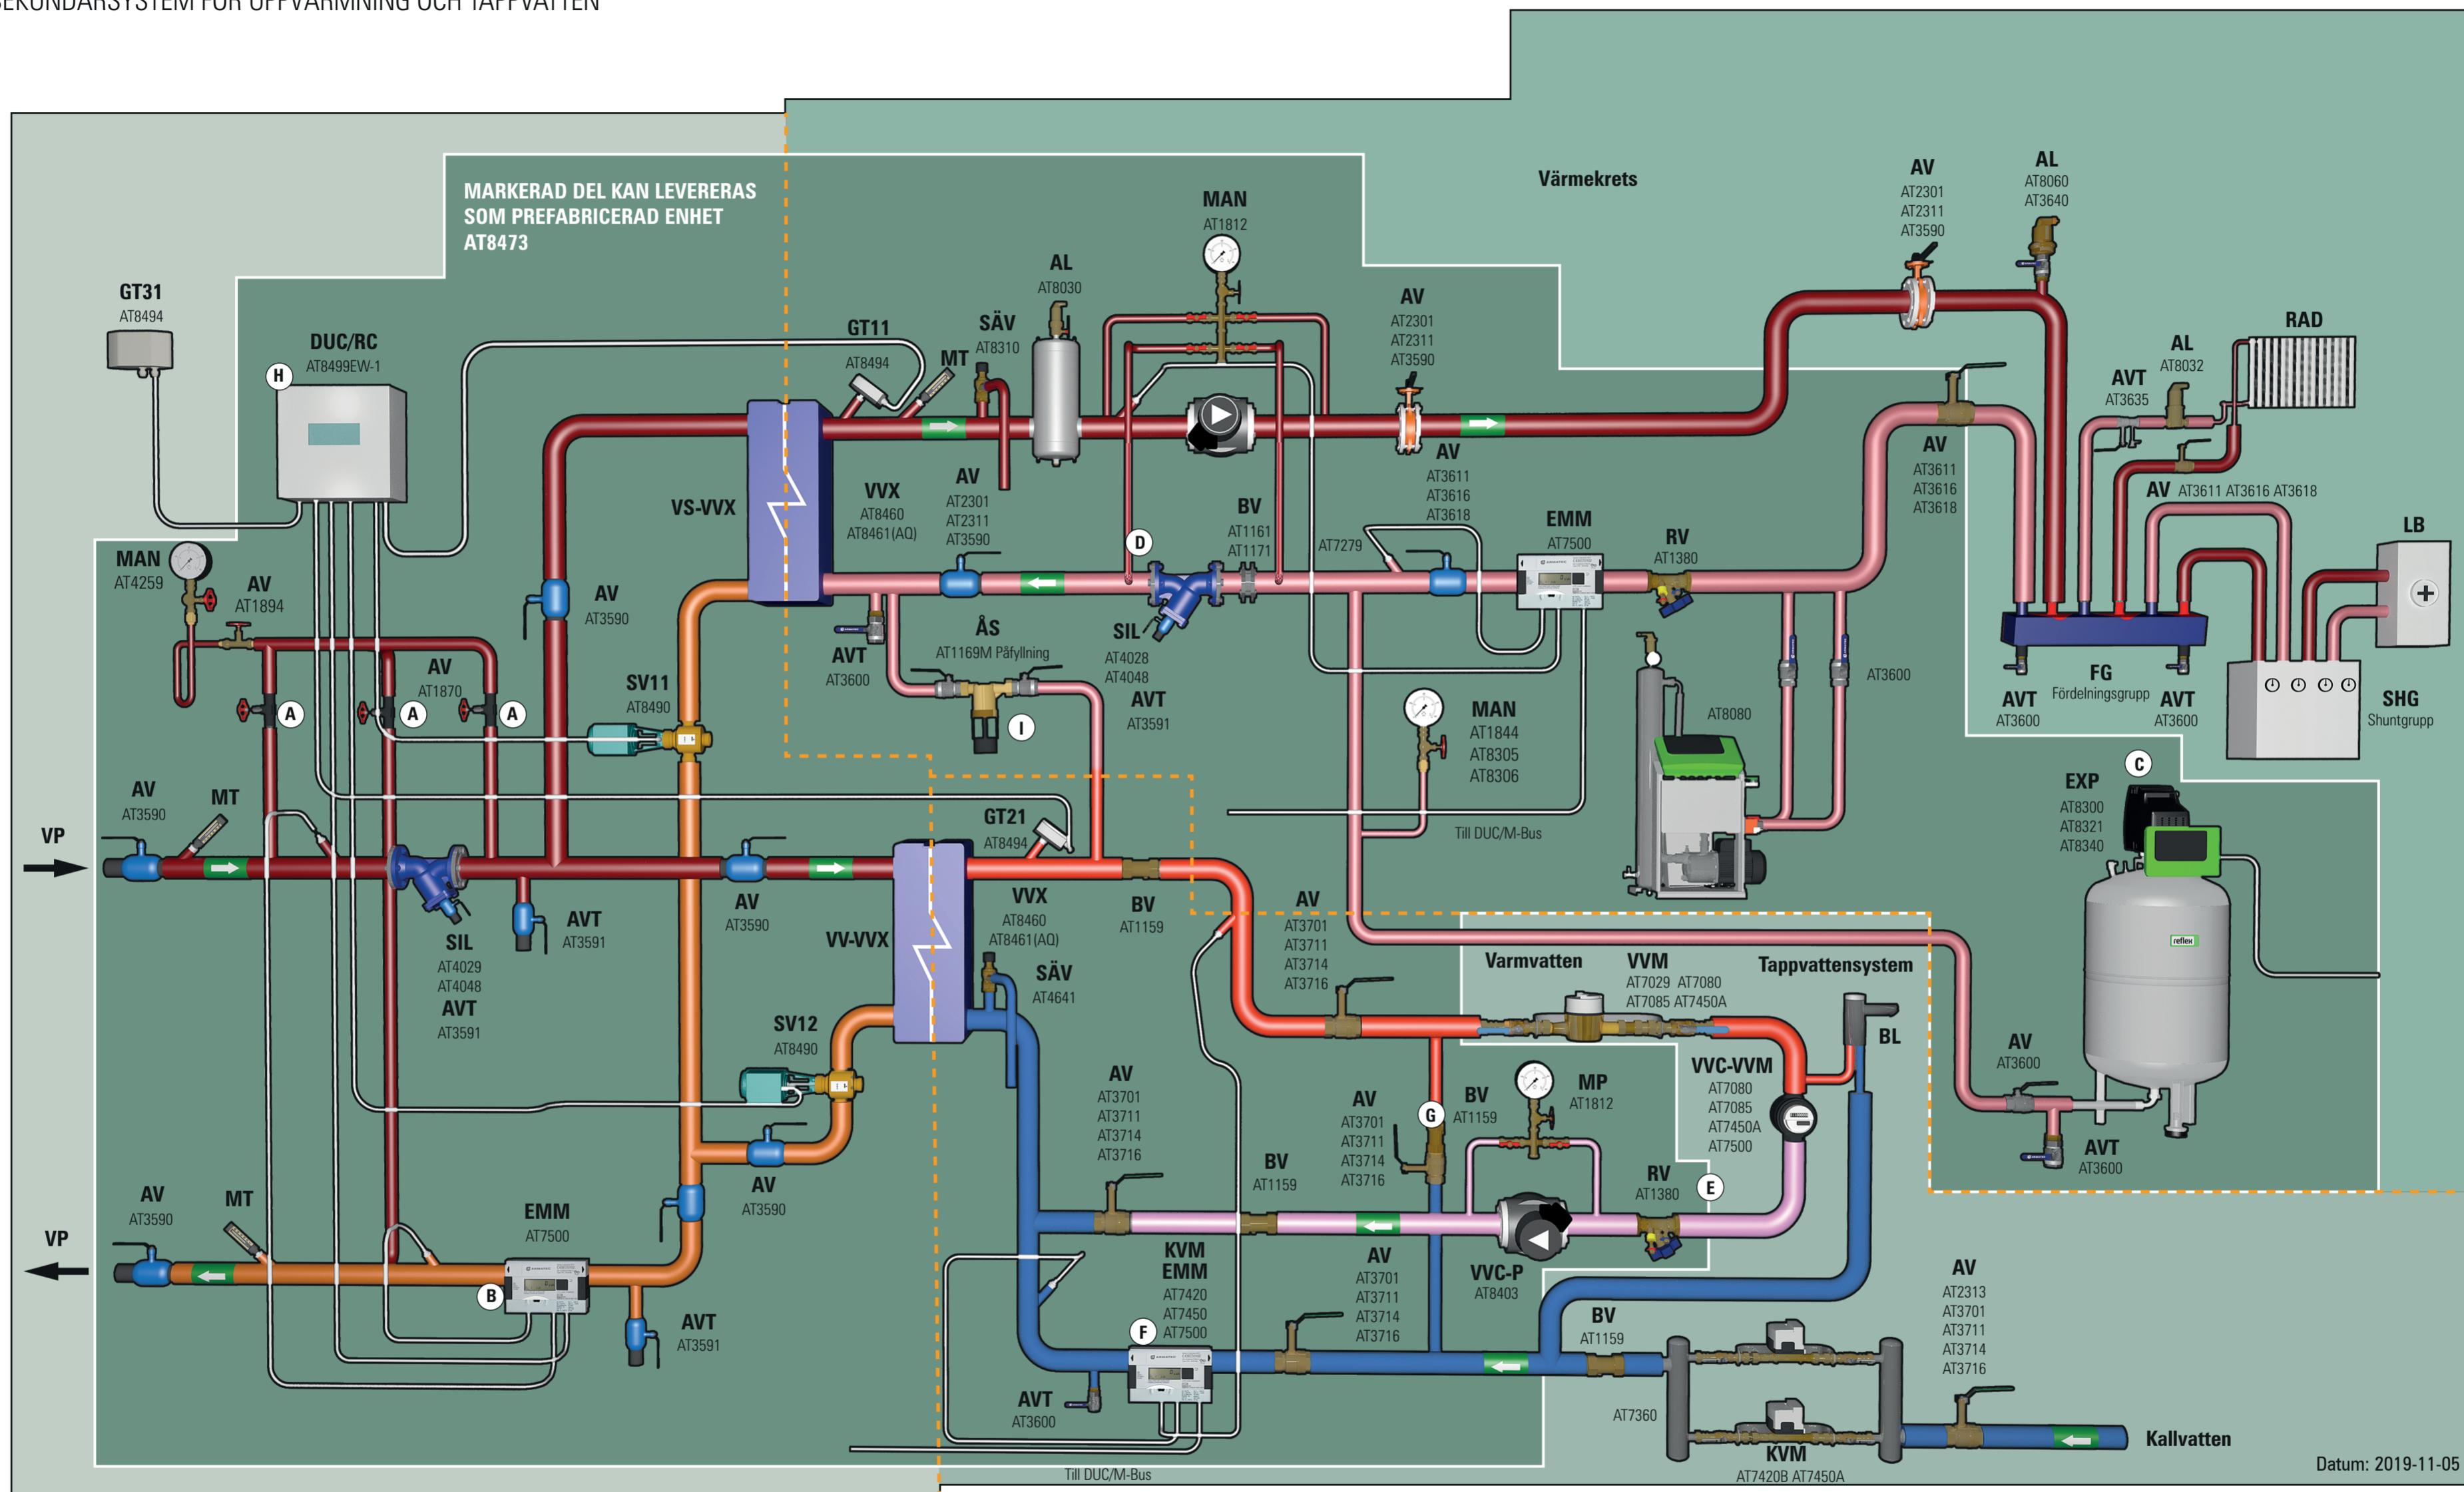 SEKUNDÄRSYSTEM FÖR UPPVÄRMNING OCH TAPPVATTEN
MARKERAD DEL KAN LEVERERAS
SOM PREFABRICERAD ENHET
AT8473
Värmekrets
AV
AT2301
AT2311
AT3590
AL
AT8060
AT3640
MAN
AT1812
GT31
AT8494
DUC/RC
AT8499EW-1
H
GT11
AT8494
MT
SÄV
AT8310
AL
AT8030
AV
AT2301
AT2311
AT3590
RAD
AL
AT8032
AVT
AT3635
AV
AT3611
AT3616
AT3618
AV AT3611 AT3616 AT3618
LB
VS-VVX
VVX
AT8460
AT8461(AQ)
AV
AT2301
AT2311
AT3590
D
BV
AT1161
AT1171
AT7279
AV
AT3611
AT3616
AT3618
EMM
AT7500
RV
AT1380
MAN
AT4259
AV
AT1894
AV
AT3590
AV
AT1870
A
A
A
SV11
AT8490
AVT
AT3600
ÅS
AT1169M Påfyllning
I
SIL
AT4028
AT4048
AVT
AT3591
MAN
AT1844
AT8305
AT8306
AT8080
AT3600
AVT
AT3600
FG
Fördelningsgrupp
AVT
AT3600
SHG
Shuntgrupp
VP
AV
AT3590
MT
Till DUC/M-Bus
C
EXP
AT8300
AT8321
AT8340
reflex
GT21
AT8494
SIL
AT4029
AT4048
AVT
AT3591
AVT
AT3591
AV
AT3590
VV-VVX
VVX
AT8460
AT8461(AQ)
SÄV
AT4641
BV
AT1159
AV
AT3701
AT3711
AT3714
AT3716
Varmvatten
VVM
AT7029 AT7080
AT7085 AT7450A
Tappvattensystem
BL
AV
AT3600
AVT
AT3600
SV12
AT8490
AV
AT3701
AT3711
AT3714
AT3716
AV
AT3701
AT3711
AT3714
AT3716
G
BV
AT1159
MP
AT1812
VVC-VVM
AT7080
AT7085
AT7450A
AT7500
BV
AT1159
RV
AT1380
E
VP
AV
AT3590
MT
EMM
AT7500
B
AV
AT3590
AVT
AT3591
KVM
EMM
AT7420
AT7450
AT7500
F
AV
AT3701
AT3711
AT3714
AT3716
VVC-P
AT8403
BV
AT1159
AV
AT2313
AT3701
AT3711
AT3714
AT3716
AVT
AT3600
AT7360
KVM
AT7420B AT7450A
Kallvatten
Till DUC/M-Bus
Datum: 2019-11-05